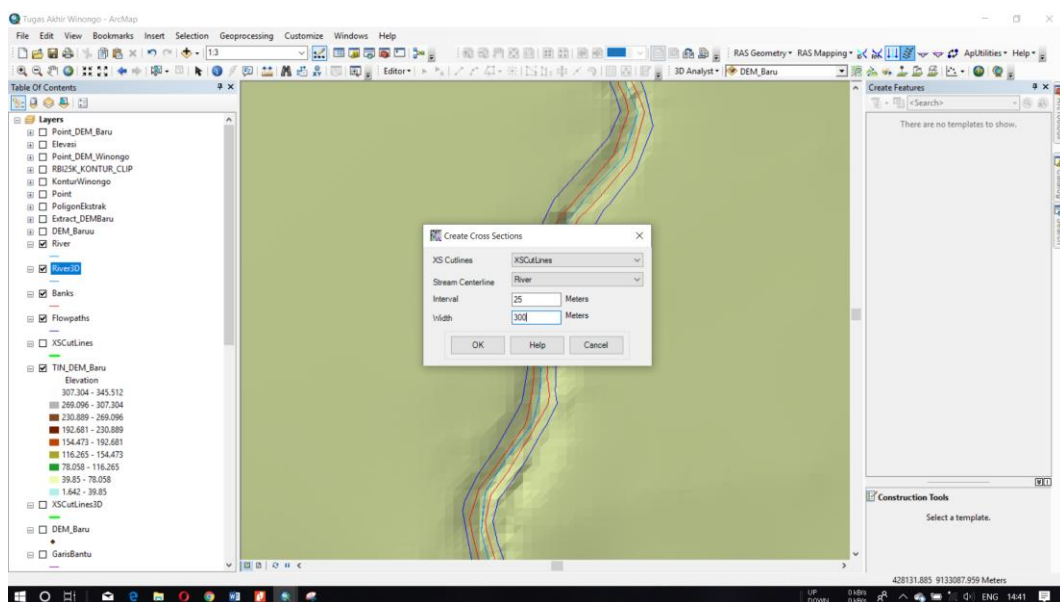 Tugas Akhir Winongo - ArcMap
File Edit View Bookmarks Insert Selection Geoprocessing Customize Windows Help
1:3
RAS Geometry RAS Mapping ApUtilities Help
Editor 3D Analyst DEM_Baru
Table Of Contents
Layers
Point_DEM_Baru
Elevasi
Point_DEM_Winongo
RBI25K_KONTUR_CLIP
KonturWinongo
Point
PoligonEkstrak
Extract_DEMBaru
DEM_Baruu
River
River3D
Banks
Flowpaths
XSCutLines
TIN_DEM_Baru
Elevation
307.304 - 345.512
269.096 - 307.304
230.889 - 269.096
192.681 - 230.889
154.473 - 192.681
116.265 - 154.473
78.058 - 116.265
39.85 - 78.058
1.642 - 39.85
XSCutLines3D
DEM_Baru
GarisBantu
Create Cross Sections
XS Cutlines XSCutLines
Stream Centerline River
Interval 25 Meters
Width 300 Meters
OK Help Cancel
Create Features
<Search>
There are no templates to show.
Construction Tools
Select a template.
428131.885 9133087.959 Meters
UP 0 kB/s
DOWN 0 kB/s
ENG 14:41